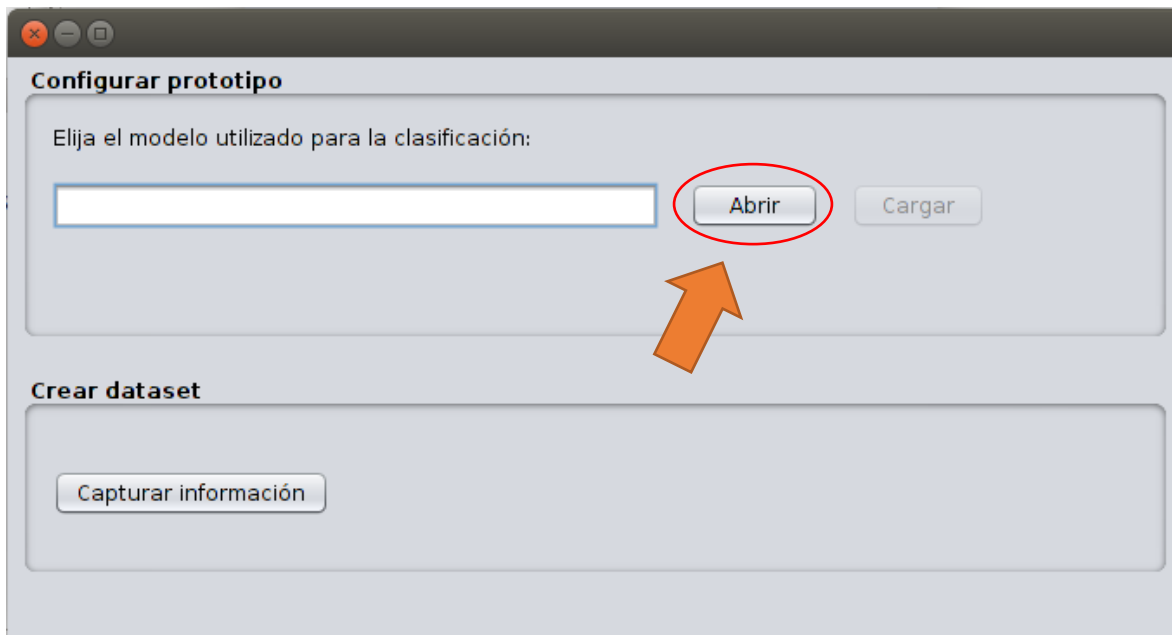 Configurar prototipo
Elija el modelo utilizado para la clasificación:
Abrir Cargar
Crear dataset
Capturar información